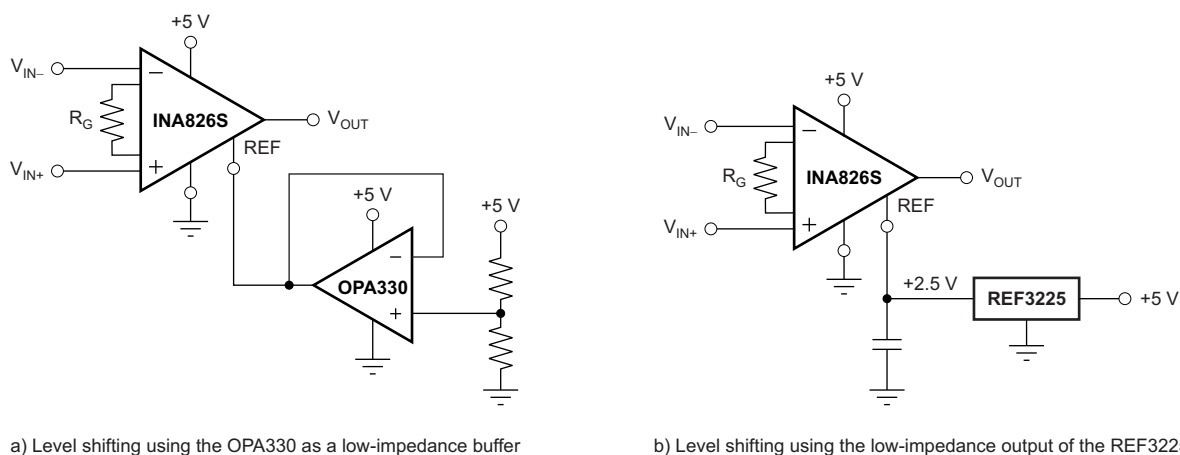 +5 V
V_IN–
−
R_G
INA826S
V_OUT
REF
V_IN+
+
+5 V
+5 V
−
OPA330
+
a) Level shifting using the OPA330 as a low-impedance buffer
+5 V
V_IN–
−
R_G
INA826S
V_OUT
REF
V_IN+
+
+2.5 V
REF3225
+5 V
b) Level shifting using the low-impedance output of the REF322